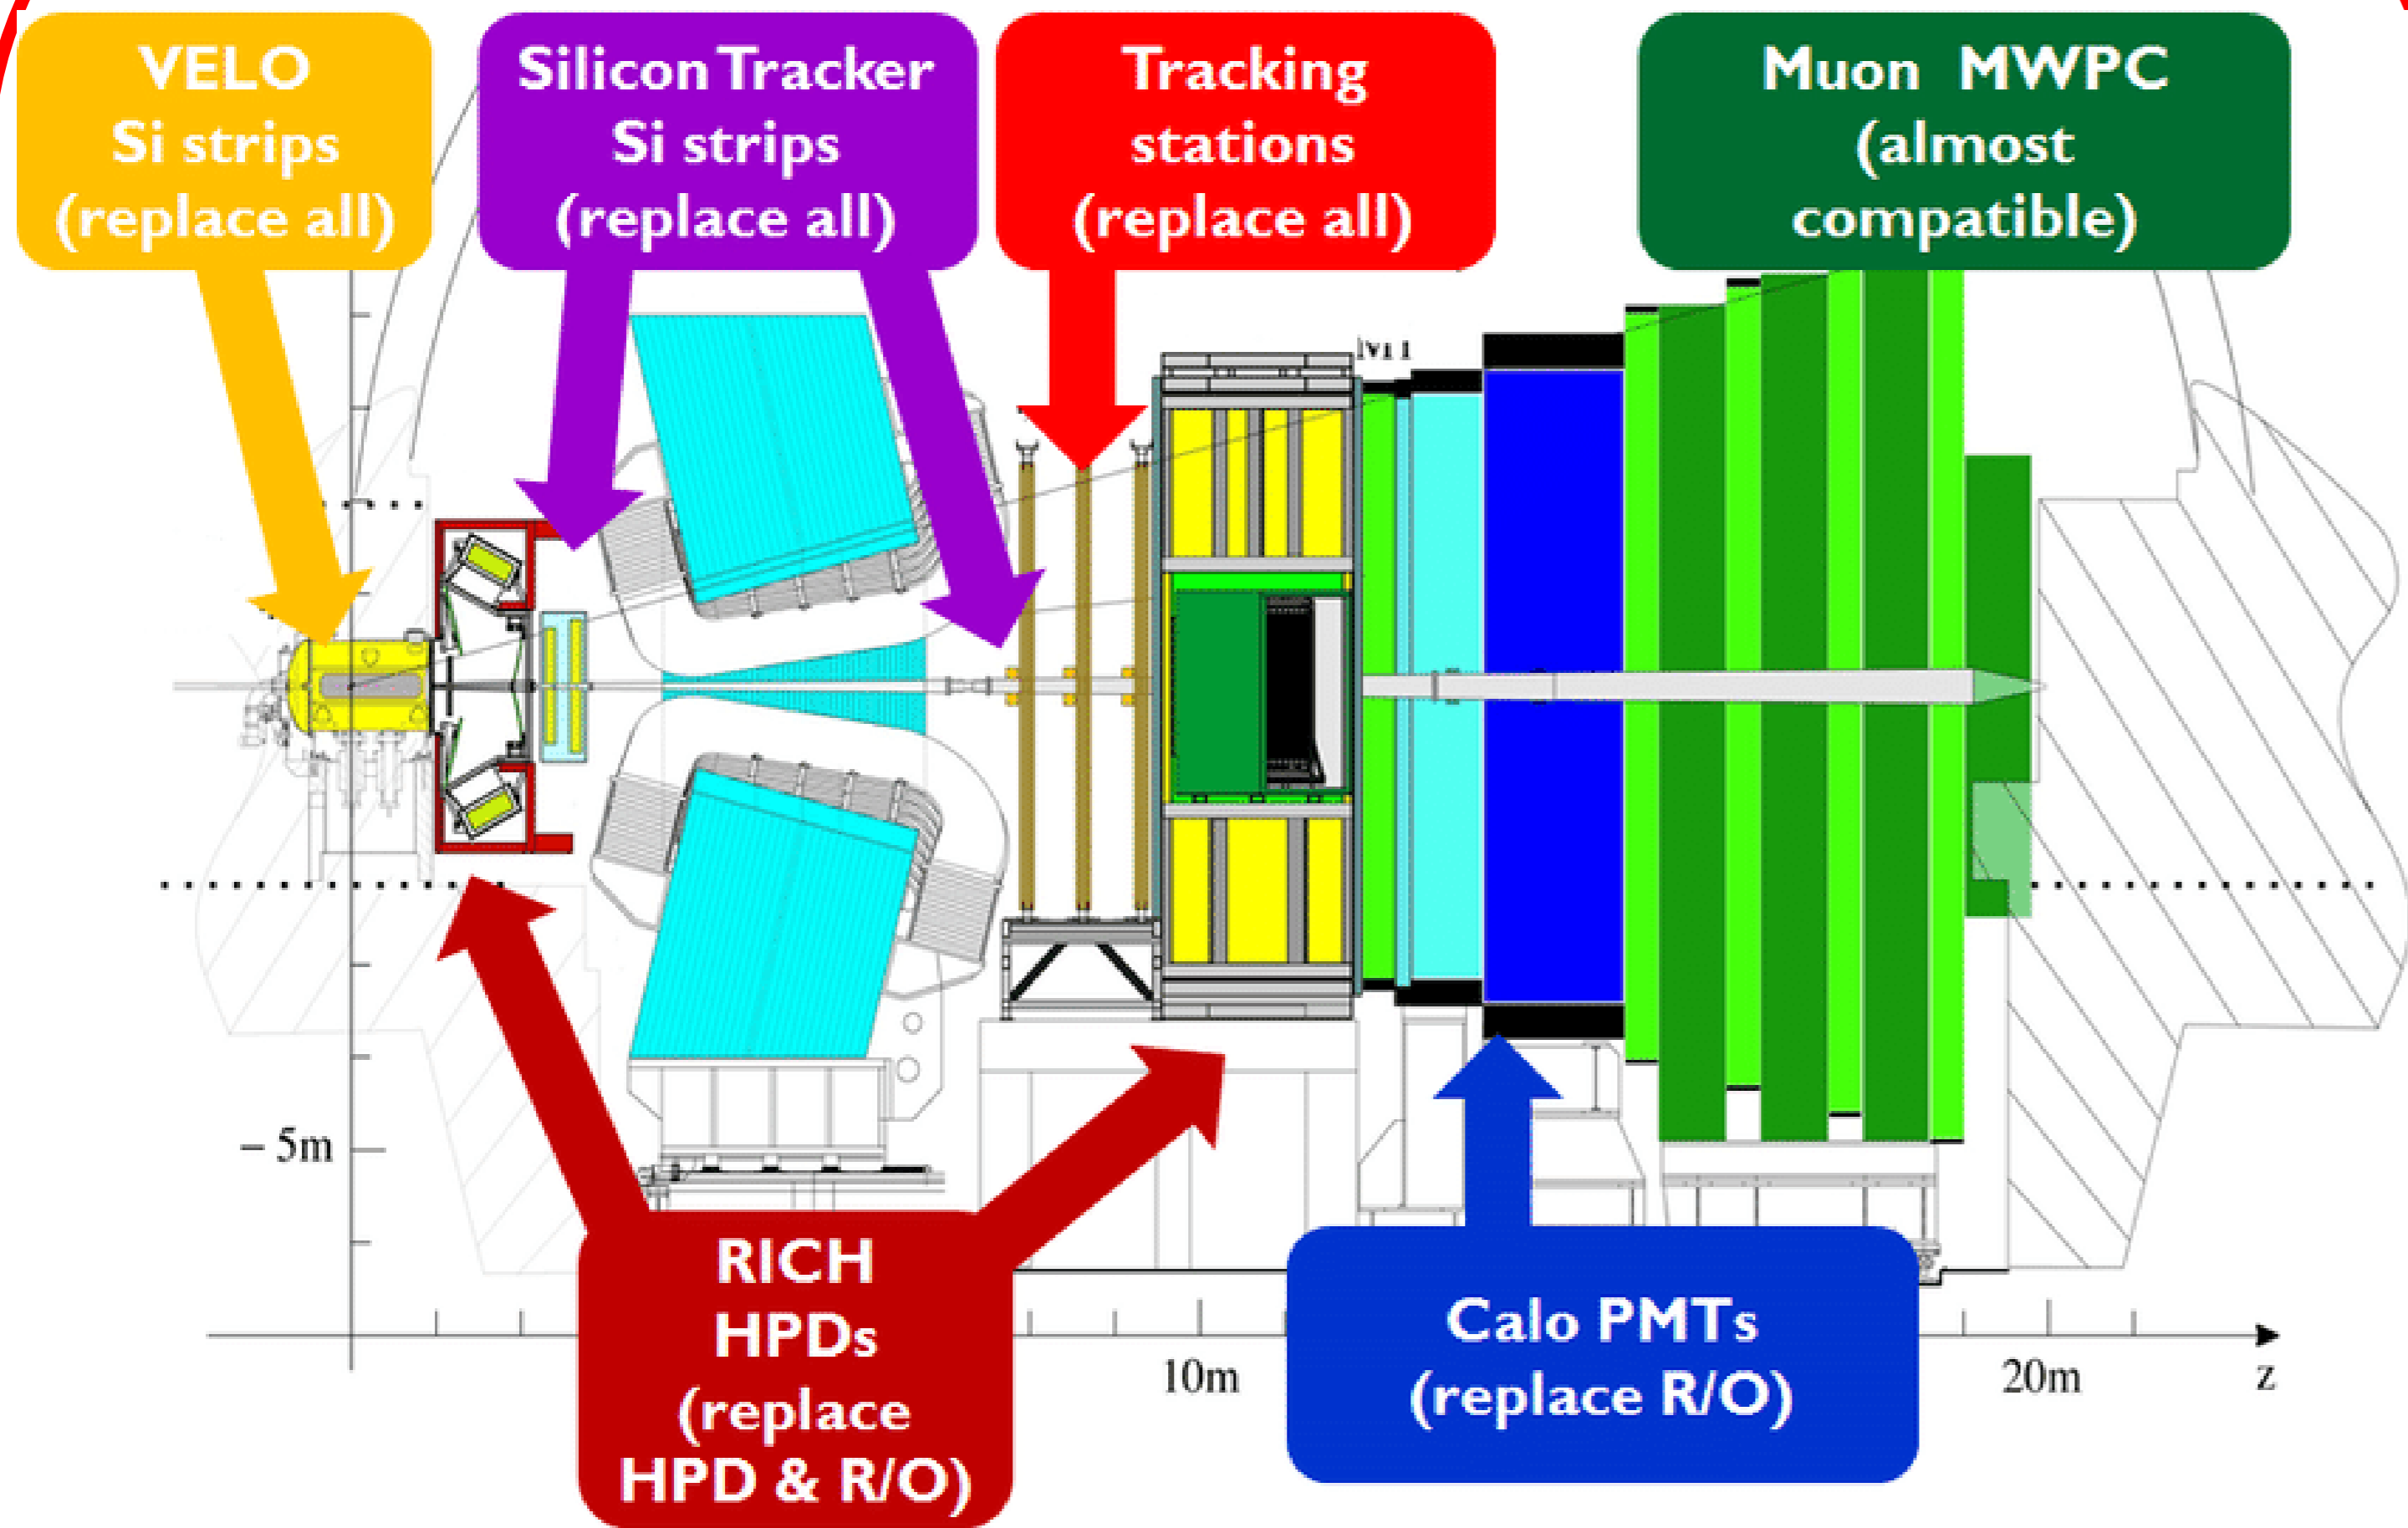 VELO
Si strips
(replace all)
Silicon Tracker
Si strips
(replace all)
Tracking
stations
(replace all)
Muon MWPC
(almost
compatible)
– 5m
RICH
HPDs
(replace
HPD & R/O)
Calo PMTs
(replace R/O)
10m
20m
z